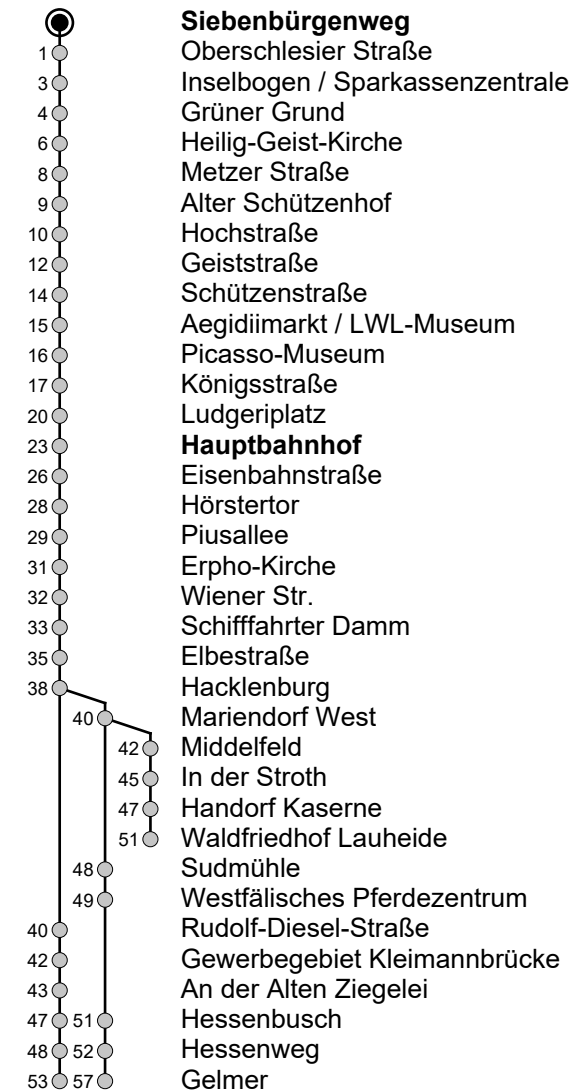 Siebenbürgenweg
1 Oberschlesier Straße
3 Inselbogen / Sparkassenzentrale
4 Grüner Grund
6 Heilig-Geist-Kirche
8 Metzer Straße
9 Alter Schützenhof
10 Hochstraße
12 Geiststraße
14 Schützenstraße
15 Aegidiimarkt / LWL-Museum
16 Picasso-Museum
17 Königsstraße
20 Ludgeriplatz
23 Hauptbahnhof
26 Eisenbahnstraße
28 Hörstertor
29 Piusallee
31 Erpho-Kirche
32 Wiener Str.
33 Schifffahrter Damm
35 Elbestraße
38 Hacklenburg
40 Mariendorf West
42 Middelfeld
45 In der Stroth
47 Handorf Kaserne
51 Waldfriedhof Lauheide
48 Sudmühle
49 Westfälisches Pferdezentrum
40 Rudolf-Diesel-Straße
42 Gewerbegebiet Kleimannbrücke
43 An der Alten Ziegelei
47 51 Hessenbusch
48 52 Hessenweg
53 57 Gelmer